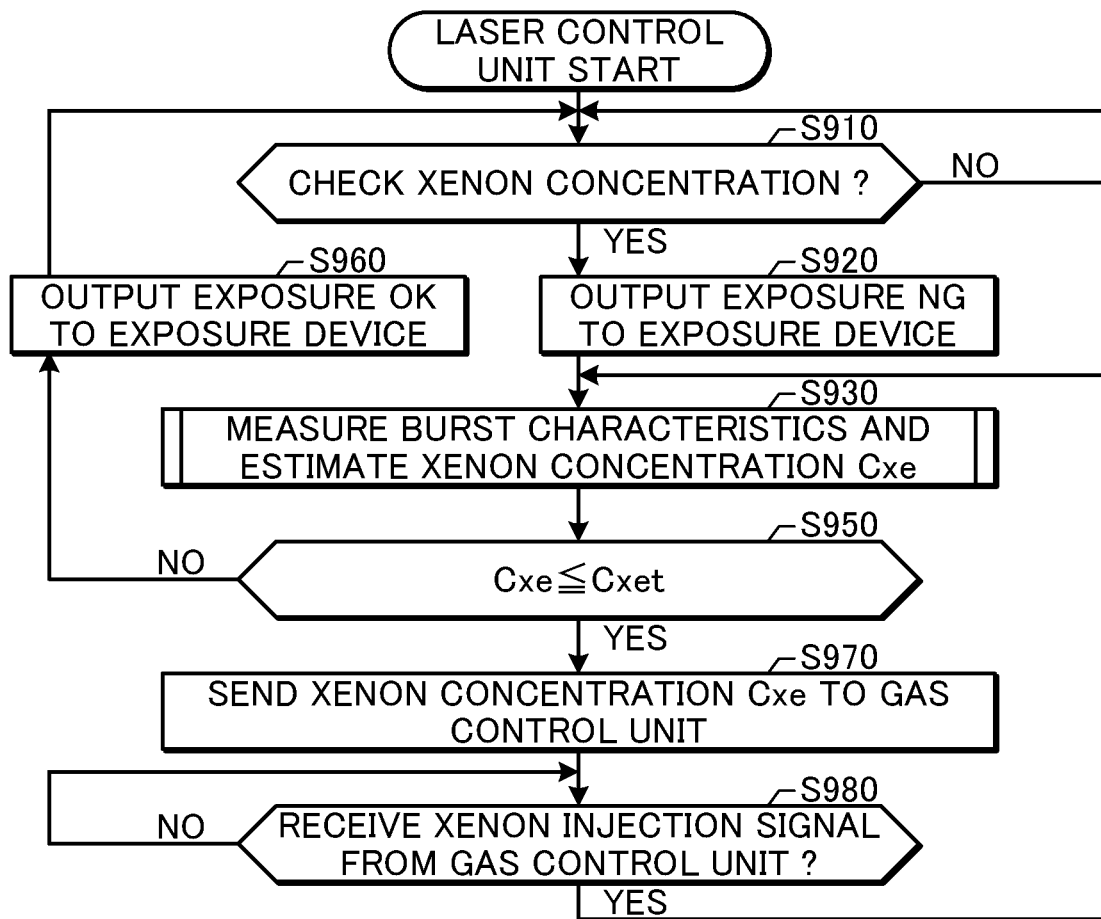 LASER CONTROL
UNIT START
S910
CHECK XENON CONCENTRATION ?
NO
YES
S960
OUTPUT EXPOSURE OK
TO EXPOSURE DEVICE
S920
OUTPUT EXPOSURE NG
TO EXPOSURE DEVICE
S930
MEASURE BURST CHARACTERISTICS AND
ESTIMATE XENON CONCENTRATION Cxe
S950
NO
Cxe≦Cxet
YES
S970
SEND XENON CONCENTRATION Cxe TO GAS
CONTROL UNIT
S980
NO
RECEIVE XENON INJECTION SIGNAL
FROM GAS CONTROL UNIT ?
YES